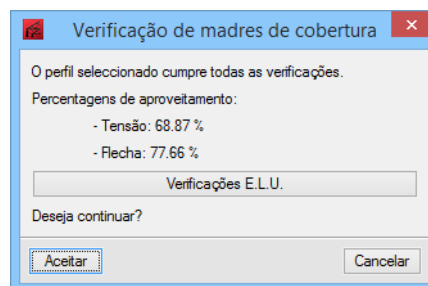 Verificação de madres de cobertura
O perfil seleccionado cumpre todas as verificações.
Percentagens de aproveitamento:
- Tensão: 68.87 %
- Flecha: 77.66 %
Verificações E.L.U.
Deseja continuar?
Aceitar
Cancelar